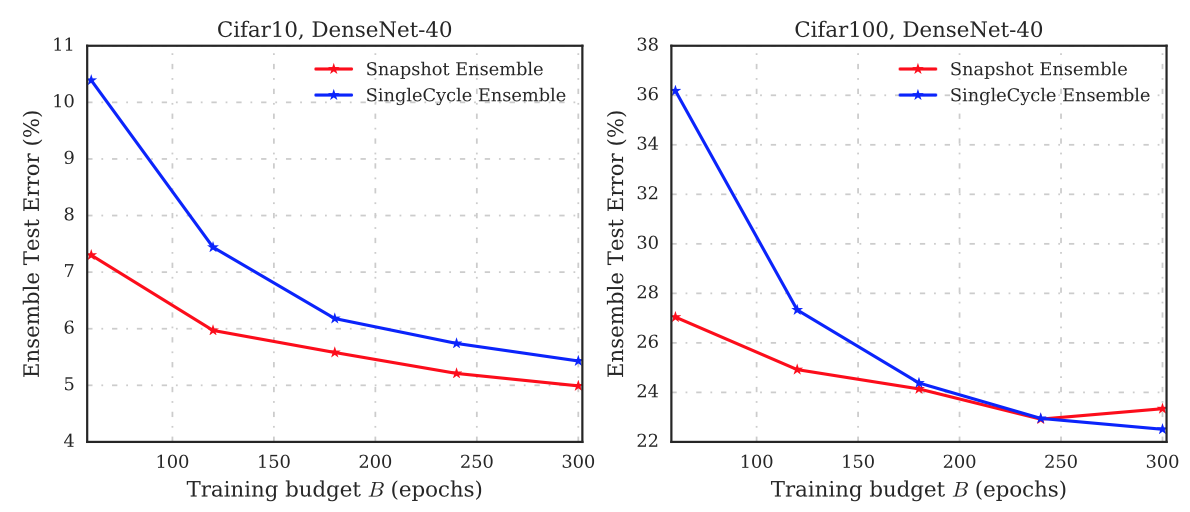 Cifar10, DenseNet-40
Ensemble Test Error (%)
11
10
9
8
7
6
5
4
Snapshot Ensemble
SingleCycle Ensemble
100
150
200
250
300
Training budget B (epochs)
Cifar100, DenseNet-40
Ensemble Test Error (%)
38
36
34
32
30
28
26
24
22
Snapshot Ensemble
SingleCycle Ensemble
100
150
200
250
300
Training budget B (epochs)